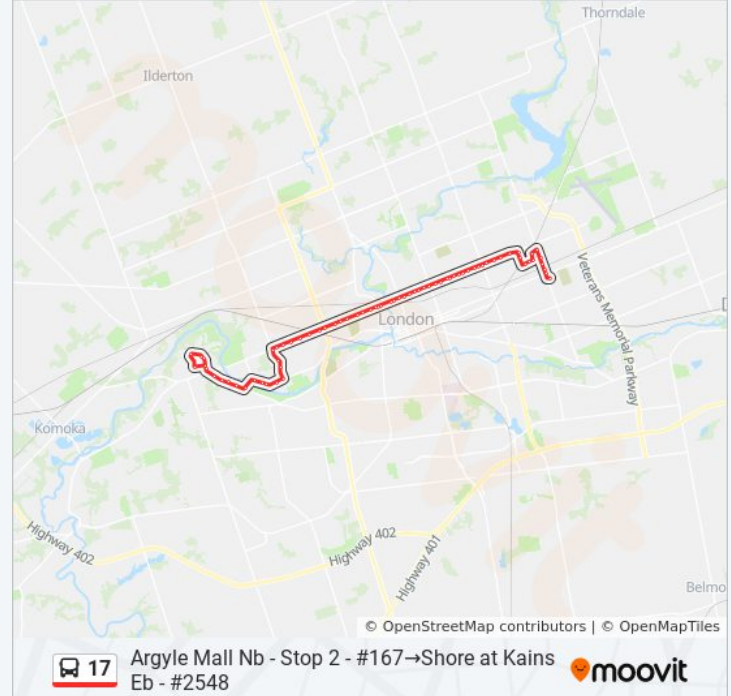 Thorndale
Ilderton
Veterans Memorial Parkway
London
Komoka
Highway 402
Highway 402
Highway 401
Belmo
© OpenStreetMap contributors | © OpenMapTiles
17
Argyle Mall Nb - Stop 2 - #167→Shore at Kains
Eb - #2548
moovit